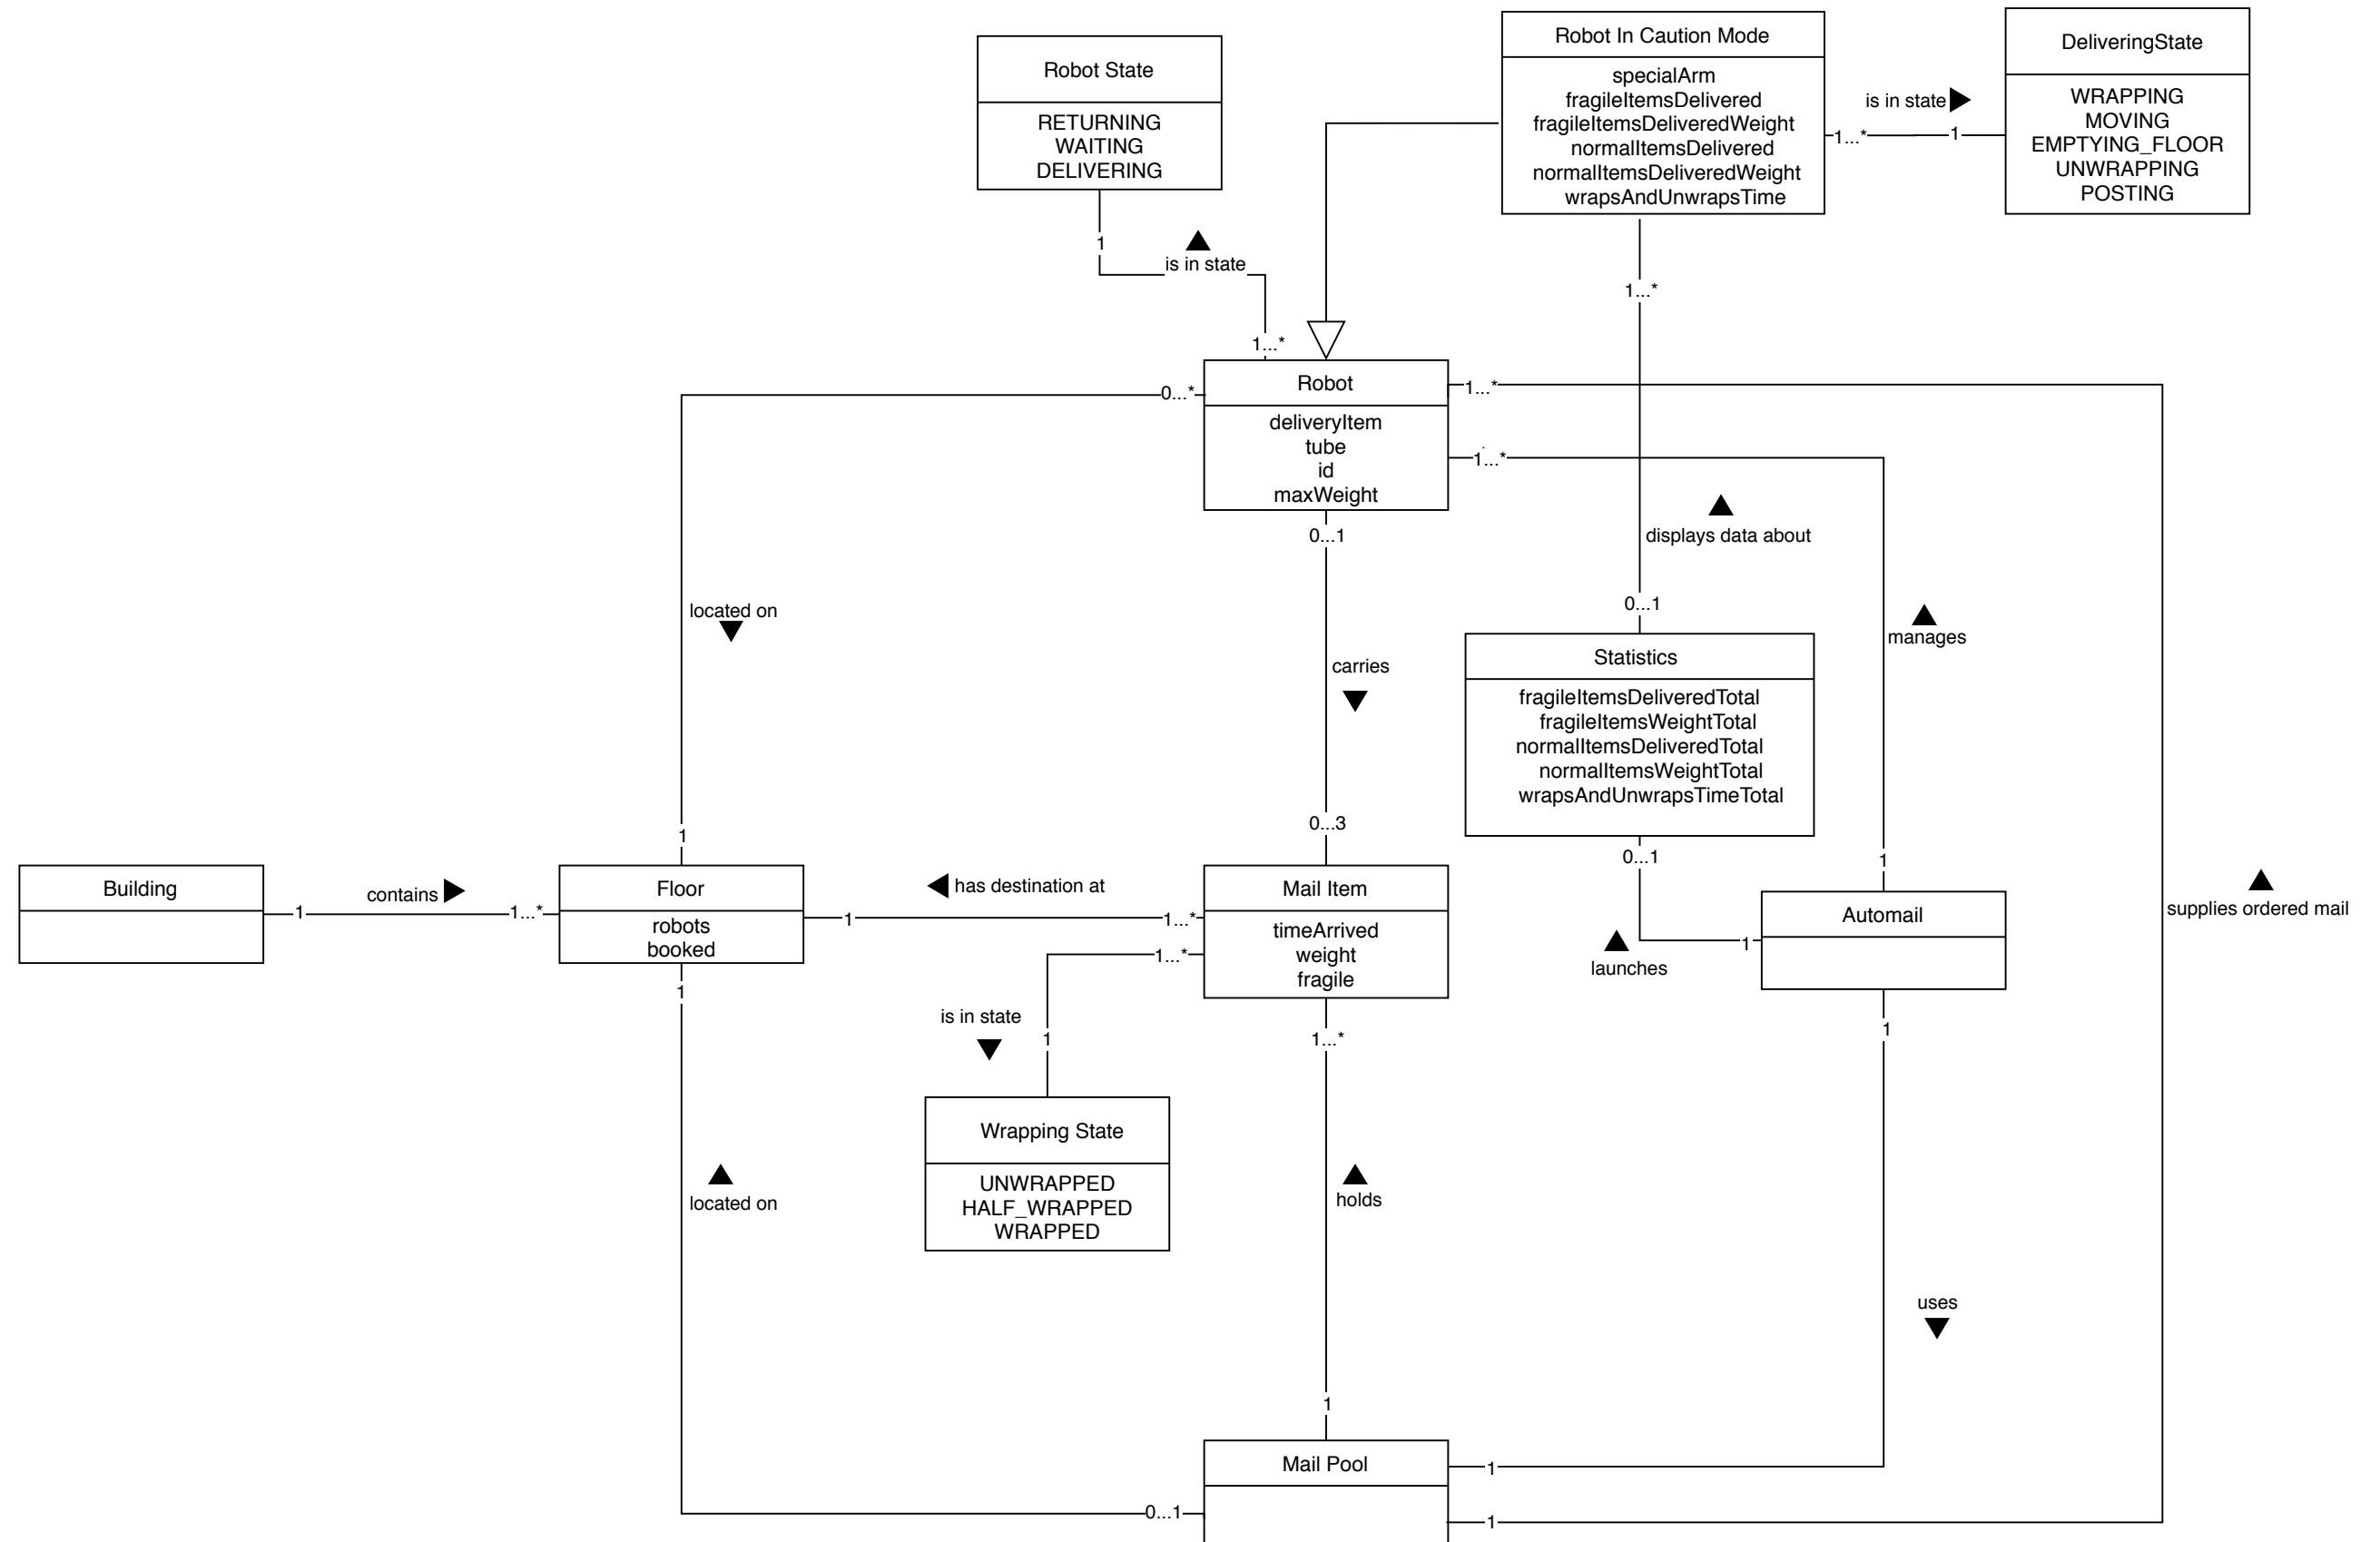 Robot State
RETURNING
WAITING
DELIVERING
Robot In Caution Mode
specialArm
fragileItemsDelivered
fragileItemsDeliveredWeight
normalItemsDelivered
normalItemsDeliveredWeight
wrapsAndUnwrapsTime
is in state
1...*
1
DeliveringState
WRAPPING
MOVING
EMPTYING_FLOOR
UNWRAPPING
POSTING
1
is in state
1...*
1...*
0...*
Robot
deliveryItem
tube
id
maxWeight
1...*
1...*
0...1
displays data about
0...1
located on
manages
carries
Statistics
fragileItemsDeliveredTotal
fragileItemsWeightTotal
normalItemsDeliveredTotal
normalItemsWeightTotal
wrapsAndUnwrapsTimeTotal
0...3
1
0...1
1
Building
contains
1
1...*
Floor
robots
booked
1
has destination at
1
1...*
1...*
Mail Item
timeArrived
weight
fragile
Automail
1
launches
supplies ordered mail
is in state
1
1...*
1
Wrapping State
UNWRAPPED
HALF_WRAPPED
WRAPPED
located on
holds
uses
1
Mail Pool
1
0...1
1